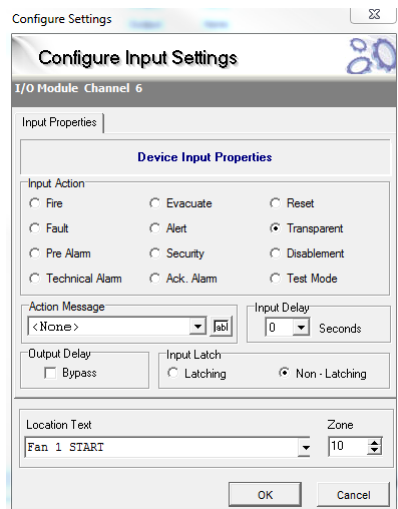 Configure Settings
Configure Input Settings
I/O Module Channel 6
Input Properties
Device Input Properties
Input Action
Fire Evacuate Reset
Fault Alert Transparent
Pre Alarm Security Disablement
Technical Alarm Ack. Alarm Test Mode
Action Message Input Delay
<None> abl 0 Seconds
Output Delay Input Latch
Bypass Latching Non - Latching
Location Text Zone
Fan 1 START 10
OK Cancel